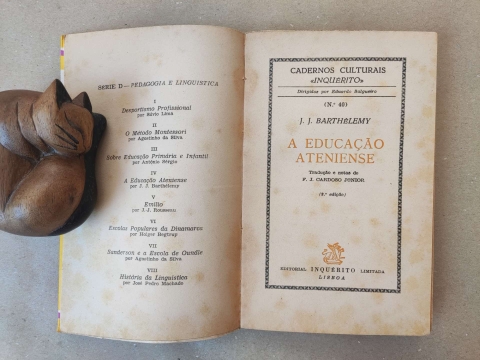 SERIE D — PEDAGOGIA E LINGUISTICA
I
Desportismo Profissional
por Sílvio Lima
II
O Método Montessori
por Agostinho da Silva
III
Sobre Educação Primária e Infantil
por António Sérgio
IV
A Educação Ateniense
por J. J. Barthélemy
V
Emílio
por J.-J. Rousseau
VI
Escolas Populares da Dinamarca
por Holger Begtrup
VII
Sanderson e a Escola de Oundle
por Agostinho da Silva
VIII
História da Linguística
por José Pedro Machado
CADERNOS CULTURAIS
«INQUÉRITO»
Dirigidos por Eduardo Salgueiro
(N.º 40)
J. J. BARTHÉLEMY
A EDUCAÇÃO
ATENIENSE
Tradução e notas de
F. J. CARDOSO JÚNIOR
(2.ª edição)
EDITORIAL INQUÉRITO LIMITADA
LISBOA